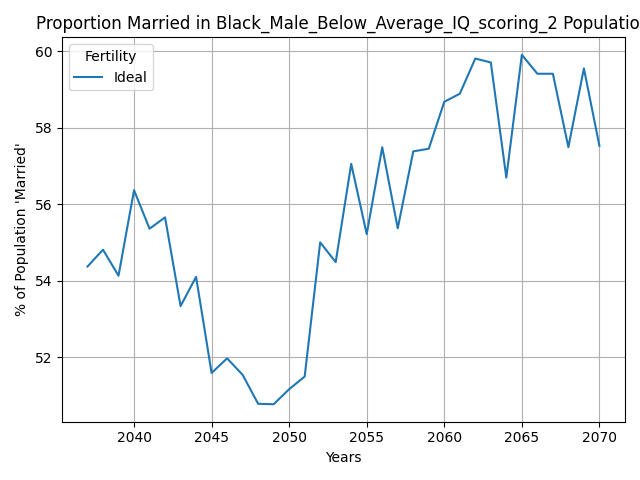 Proportion Married in Black_Male_Below_Average_IQ_scoring_2 Populatio
Fertility
Ideal
% of Population 'Married'
60
58
56
54
52
2040 2045 2050 2055 2060 2065 2070
Years